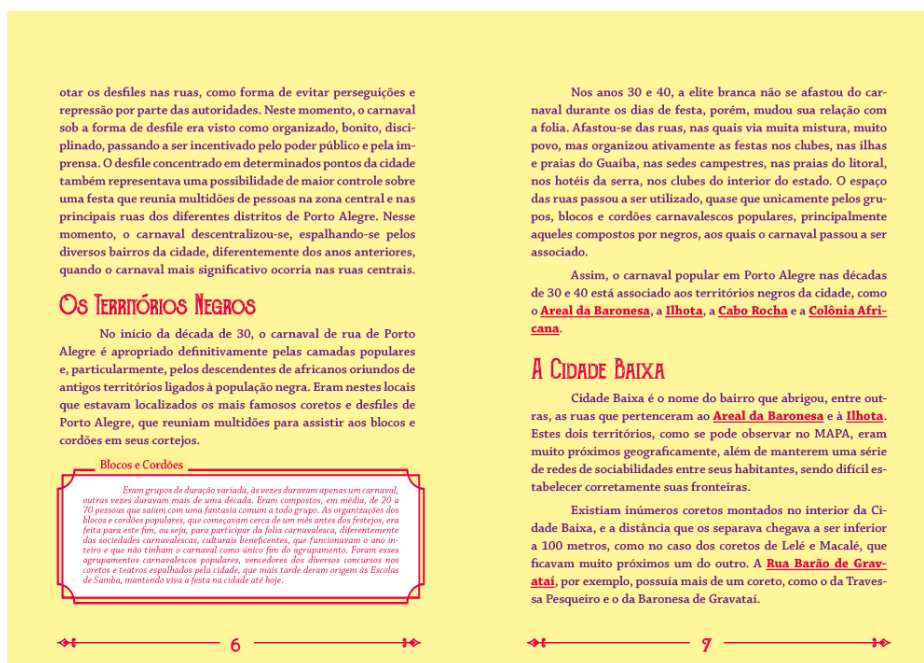 otar os desfiles nas ruas, como forma de evitar perseguições e
repressão por parte das autoridades. Neste momento, o carnaval
sob a forma de desfile era visto como organizado, bonito, disci-
plinado, passando a ser incentivado pelo poder público e pela im-
prensa. O desfile concentrado em determinados pontos da cidade
também representava uma possibilidade de maior controle sobre
uma festa que reunia multidões de pessoas na zona central e nas
principais ruas dos diferentes distritos de Porto Alegre. Nesse
momento, o carnaval descentralizou-se, espalhando-se pelos
diversos bairros da cidade, diferentemente dos anos anteriores,
quando o carnaval mais significativo ocorria nas ruas centrais.
Os Territórios Negros
No início da década de 30, o carnaval de rua de Porto
Alegre é apropriado definitivamente pelas camadas populares
e, particularmente, pelos descendentes de africanos oriundos de
antigos territórios ligados à população negra. Eram nestes locais
que estavam localizados os mais famosos coretos e desfiles de
Porto Alegre, que reuniam multidões para assistir aos blocos e
cordões em seus cortejos.
Blocos e Cordões
Eram grupos de duração variada, às vezes duravam apenas um carnaval,
outras vezes duravam mais de uma década. Eram compostos, em média, de 20 a
70 pessoas que saíam com uma fantasia comum a todo grupo. As organizações dos
blocos e cordões populares, que começavam cerca de um mês antes dos festejos, era
feita para este fim, ou seja, para participar da folia carnavalesca, diferentemente
das sociedades carnavalescas, culturais beneficentes, que funcionavam o ano in-
teiro e que não tinham o carnaval como único fim do agrupamento. Foram esses
agrupamentos carnavalescos populares, vencedores dos diversos concursos nos
coretos e teatros espalhados pela cidade, que mais tarde deram origem às Escolas
de Samba, mantendo viva a festa na cidade até hoje.
6
Nos anos 30 e 40, a elite branca não se afastou do car-
naval durante os dias de festa, porém, mudou sua relação com
a folia. Afastou-se das ruas, nas quais via muita mistura, muito
povo, mas organizou ativamente as festas nos clubes, nas ilhas
e praias do Guaíba, nas sedes campestres, nas praias do litoral,
nos hotéis da serra, nos clubes do interior do estado. O espaço
das ruas passou a ser utilizado, quase que unicamente pelos gru-
pos, blocos e cordões carnavalescos populares, principalmente
aqueles compostos por negros, aos quais o carnaval passou a ser
associado.
Assim, o carnaval popular em Porto Alegre nas décadas
de 30 e 40 está associado aos territórios negros da cidade, como
o Areal da Baronesa, a Ilhota, a Cabo Rocha e a Colônia Afri-
cana.
A Cidade Baixa
Cidade Baixa é o nome do bairro que abrigou, entre out-
ras, as ruas que pertenceram ao Areal da Baronesa e à Ilhota.
Estes dois territórios, como se pode observar no MAPA, eram
muito próximos geograficamente, além de manterem uma série
de redes de sociabilidades entre seus habitantes, sendo difícil es-
tabelecer corretamente suas fronteiras.
Existiam inúmeros coretos montados no interior da Ci-
dade Baixa, e a distância que os separava chegava a ser inferior
a 100 metros, como no caso dos coretos de Lelé e Macalé, que
ficavam muito próximos um do outro. A Rua Barão de Grav-
ataí, por exemplo, possuía mais de um coreto, como o da Traves-
sa Pesqueiro e o da Baronesa de Gravataí.
7